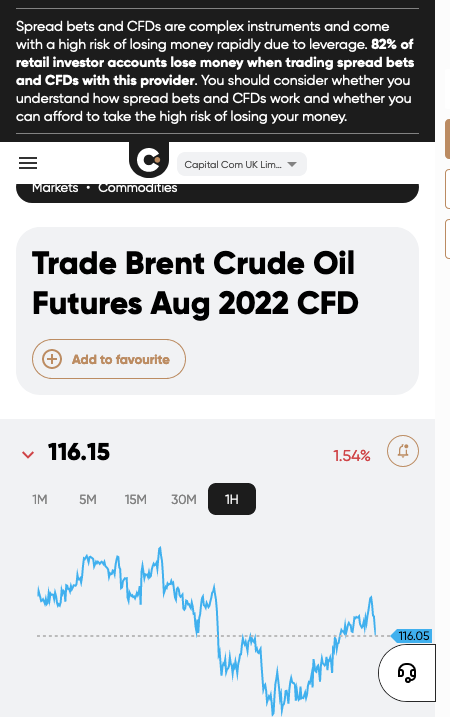 Spread bets and CFDs are complex instruments and come
with a high risk of losing money rapidly due to leverage. 82% of
retail investor accounts lose money when trading spread bets
and CFDs with this provider. You should consider whether you
understand how spread bets and CFDs work and whether you
can afford to take the high risk of losing your money.
Capital Com UK Lim...
Markets • Commodities
Trade Brent Crude Oil
Futures Aug 2022 CFD
Add to favourite
116.15
1.54%
1M 5M 15M 30M 1H
116.05